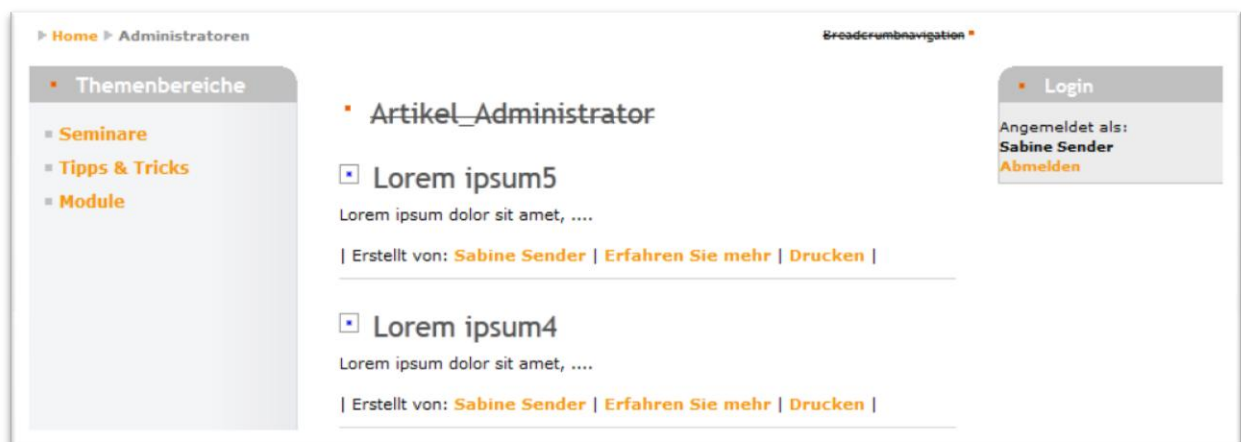 Home Administratoren
Breadcrumbnavigation
Themenbereiche
Seminare
Tipps & Tricks
Module
Artikel_Administrator
Lorem ipsum5
Lorem ipsum dolor sit amet, ....
| Erstellt von: Sabine Sender | Erfahren Sie mehr | Drucken |
Lorem ipsum4
Lorem ipsum dolor sit amet, ....
| Erstellt von: Sabine Sender | Erfahren Sie mehr | Drucken |
Login
Angemeldet als:
Sabine Sender
Abmelden